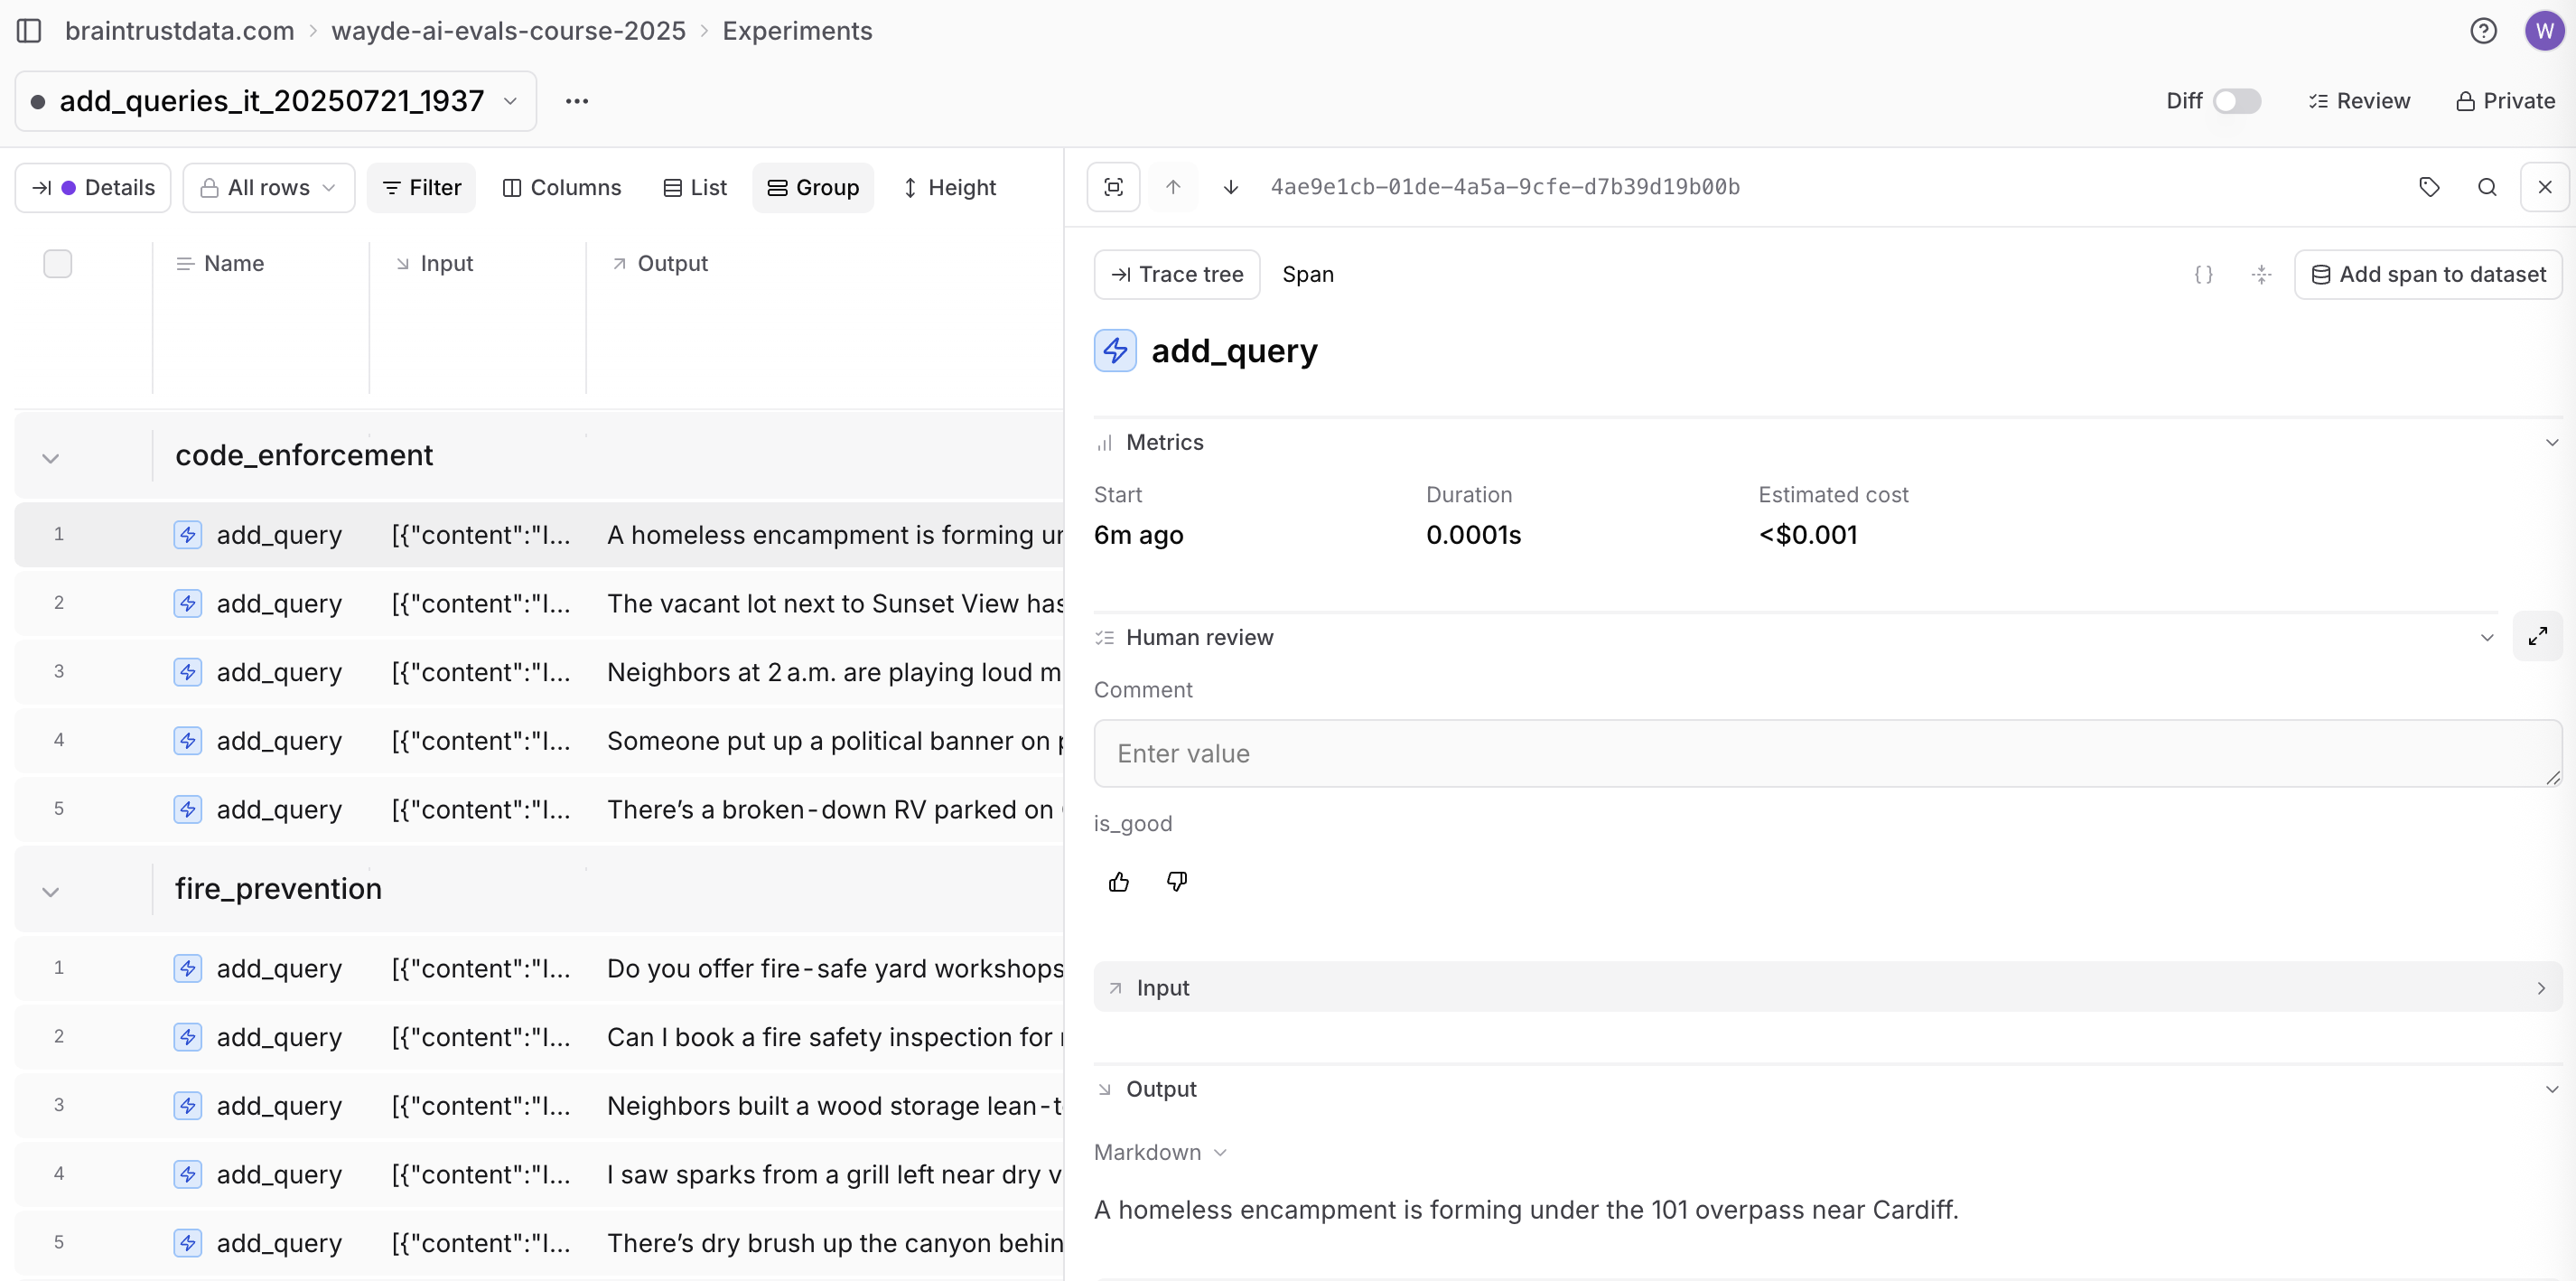 braintrustdata.com > wayde-ai-evals-course-2025 > Experiments
W
add_queries_it_20250721_1937
Diff
Review
Private
Details
All rows
Filter
Columns
List
Group
Height
4ae9e1cb-01de-4a5a-9cfe-d7b39d19b00b
Name
Input
Output
code_enforcement
1 add_query [{"content":"I... A homeless encampment is forming
2 add_query [{"content":"I... The vacant lot next to Sunset View has
3 add_query [{"content":"I... Neighbors at 2 a.m. are playing loud
4 add_query [{"content":"I... Someone put up a political banner on
5 add_query [{"content":"I... There’s a broken-down RV parked on
fire_prevention
1 add_query [{"content":"I... Do you offer fire-safe yard workshops
2 add_query [{"content":"I... Can I book a fire safety inspection for
3 add_query [{"content":"I... Neighbors built a wood storage
4 add_query [{"content":"I... I saw sparks from a grill left near dry
5 add_query [{"content":"I... There’s dry brush up the canyon
Trace tree
Span
{}
Add span to dataset
add_query
Metrics
Start
Duration
Estimated cost
6m ago
0.0001s
<$0.001
Human review
Comment
Enter value
is_good
Input
Output
Markdown
A homeless encampment is forming under the 101 overpass near Cardiff.